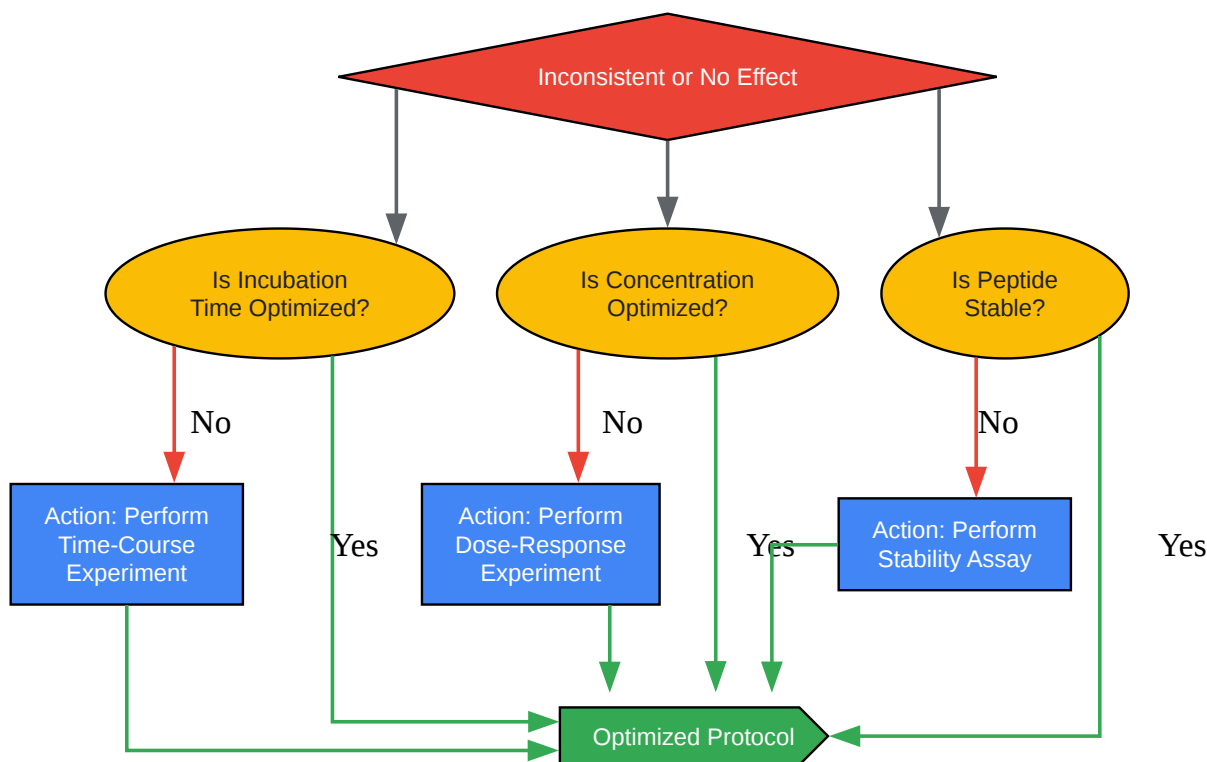 Inconsistent or No Effect
Is Incubation
Time Optimized?
Is Concentration
Optimized?
Is Peptide
Stable?
No
No
No
Action: Perform
Time-Course
Experiment
Yes
Action: Perform
Dose-Response
Experiment
Yes
Action: Perform
Stability Assay
Yes
Optimized Protocol